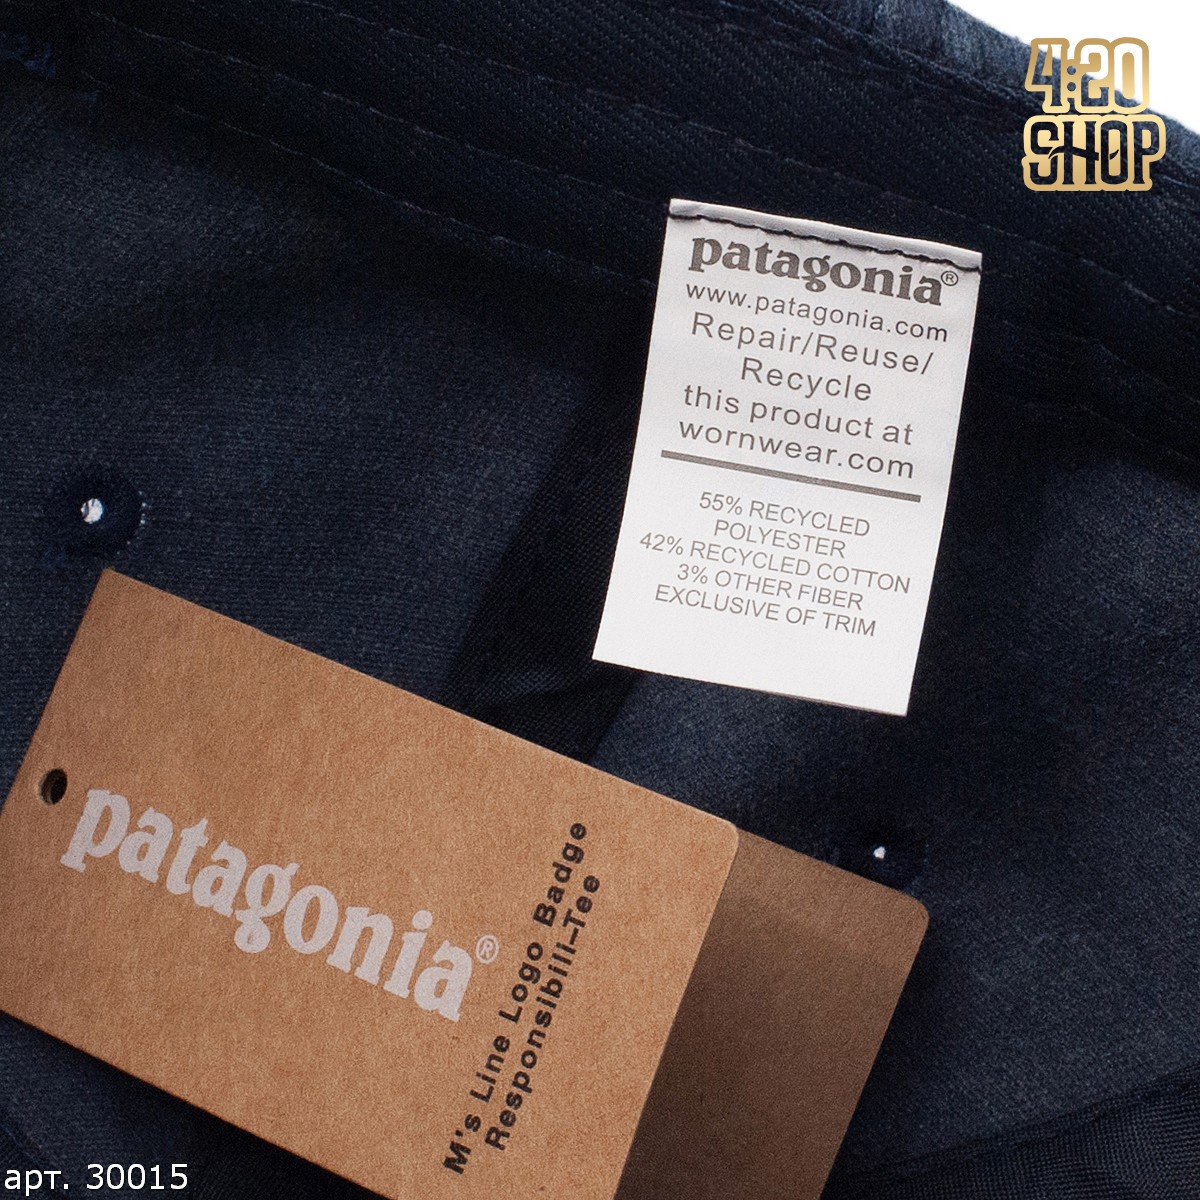 4:20
SHOP
patagonia®
www.patagonia.com
Repair/Reuse/
Recycle
this product at
wornwear.com
55% RECYCLED
POLYESTER
42% RECYCLED COTTON
3% OTHER FIBER
EXCLUSIVE OF TRIM
patagonia®
M's Line Logo Badge
Responsibili-Tee
арт. 30015